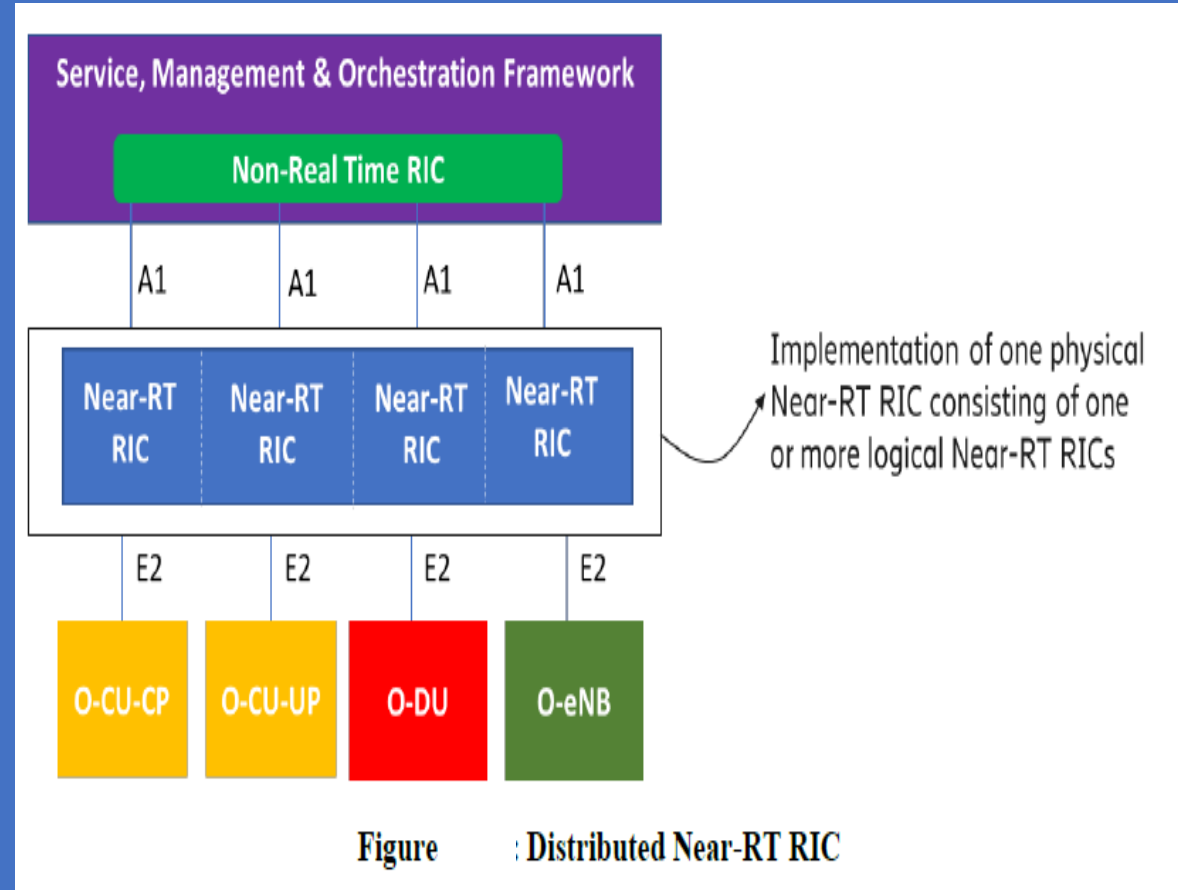 Service, Management & Orchestration Framework
Non-Real Time RIC
A1 A1 A1 A1
Near-RT RIC
Near-RT RIC
Near-RT RIC
Near-RT RIC
Implementation of one physical
Near-RT RIC consisting of one
or more logical Near-RT RICs
E2 E2 E2 E2
O-CU-CP O-CU-UP O-DU O-eNB
Figure : Distributed Near-RT RIC